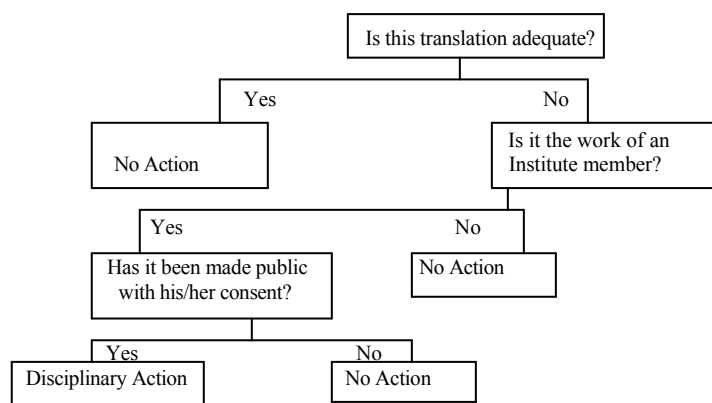 Is this translation adequate?
Yes
No
No Action
Is it the work of an
Institute member?
Yes
No
Has it been made public
with his/her consent?
No Action
Yes
No
Disciplinary Action
No Action